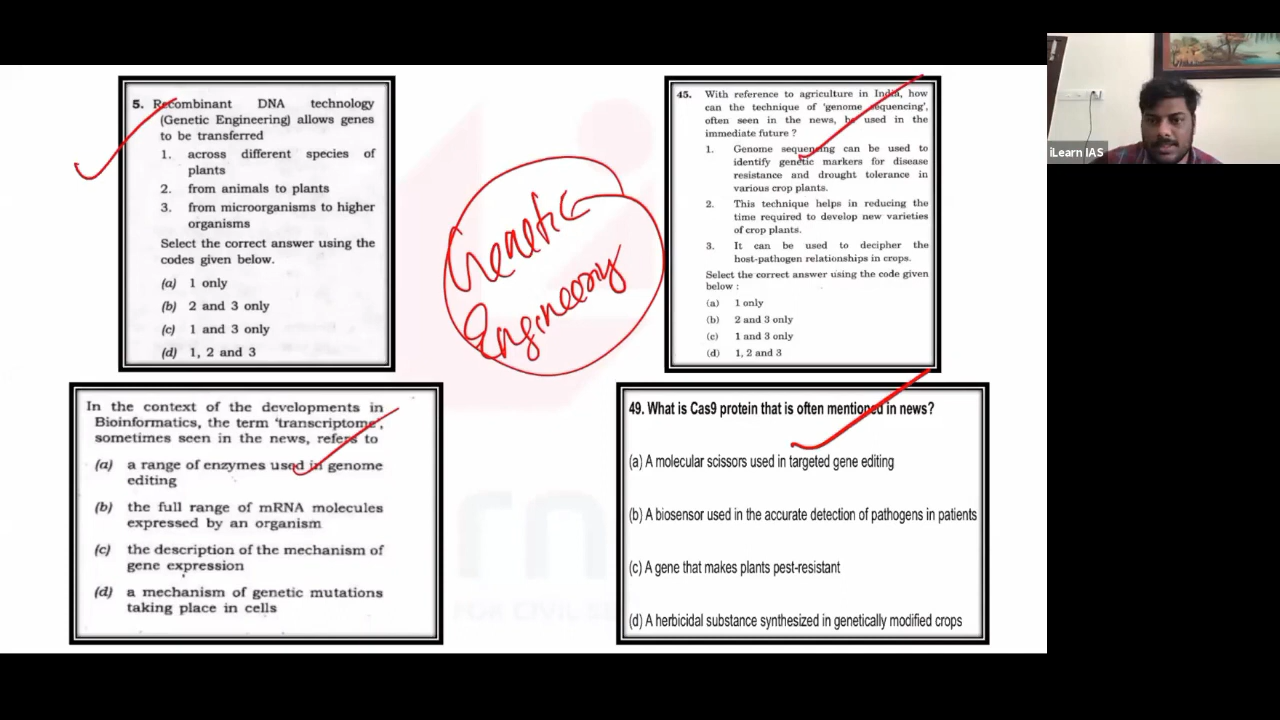 5. Recombinant DNA technology
(Genetic Engineering) allows genes
to be transferred
1. across different species of
plants
2. from animals to plants
3. from microorganisms to higher
organisms
Select the correct answer using the
codes given below.
(a) 1 only
(b) 2 and 3 only
(c) 1 and 3 only
(d) 1, 2 and 3
Genetic
Engineering
45. With reference to agriculture in India, how
can the technique of 'genome sequencing',
often seen in the news, be used in the
immediate future ?
1. Genome sequencing can be used to
identify genetic markers for disease
resistance and drought tolerance in
various crop plants.
2. This technique helps in reducing the
time required to develop new varieties
of crop plants.
3. It can be used to decipher the
host-pathogen relationships in crops.
Select the correct answer using the code given
below :
(a) 1 only
(b) 2 and 3 only
(c) 1 and 3 only
(d) 1, 2 and 3
iLearn IAS
In the context of the developments in
Bioinformatics, the term 'transcriptome',
sometimes seen in the news, refers to
(a) a range of enzymes used in genome
editing
(b) the full range of mRNA molecules
expressed by an organism
(c) the description of the mechanism of
gene expression
(d) a mechanism of genetic mutations
taking place in cells
49. What is Cas9 protein that is often mentioned in news?
(a) A molecular scissors used in targeted gene editing
(b) A biosensor used in the accurate detection of pathogens in patients
(c) A gene that makes plants pest-resistant
(d) A herbicidal substance synthesized in genetically modified crops
FOR CIVIL